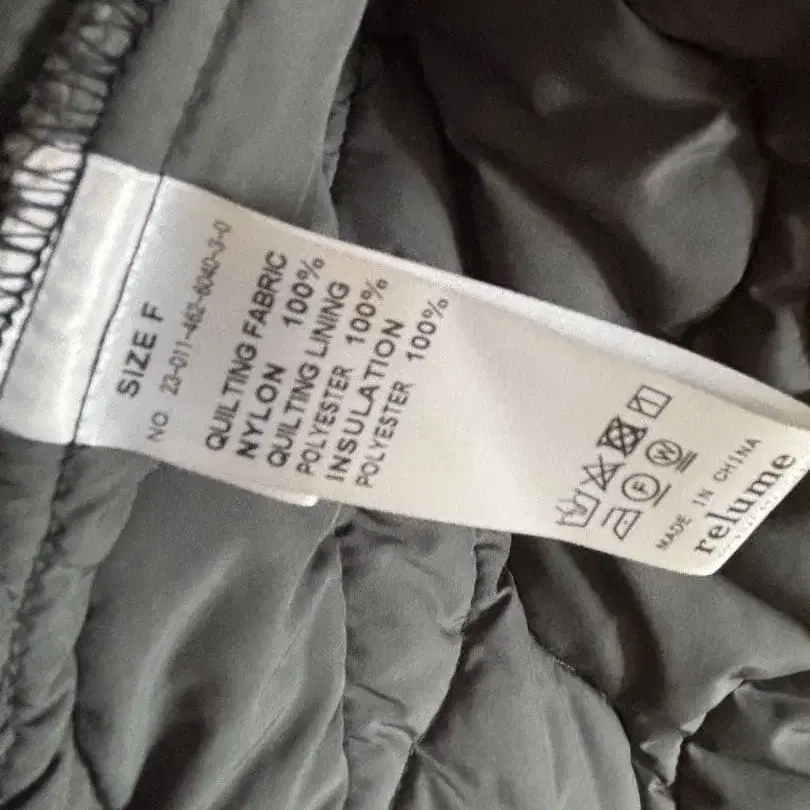 SIZE F
NO. 23-011-462-6040-3-0
QUILTING FABRIC
NYLON 100%
QUILTING LINING
POLYESTER 100%
INSULATION
POLYESTER 100%
F W
MADE IN CHINA
relume